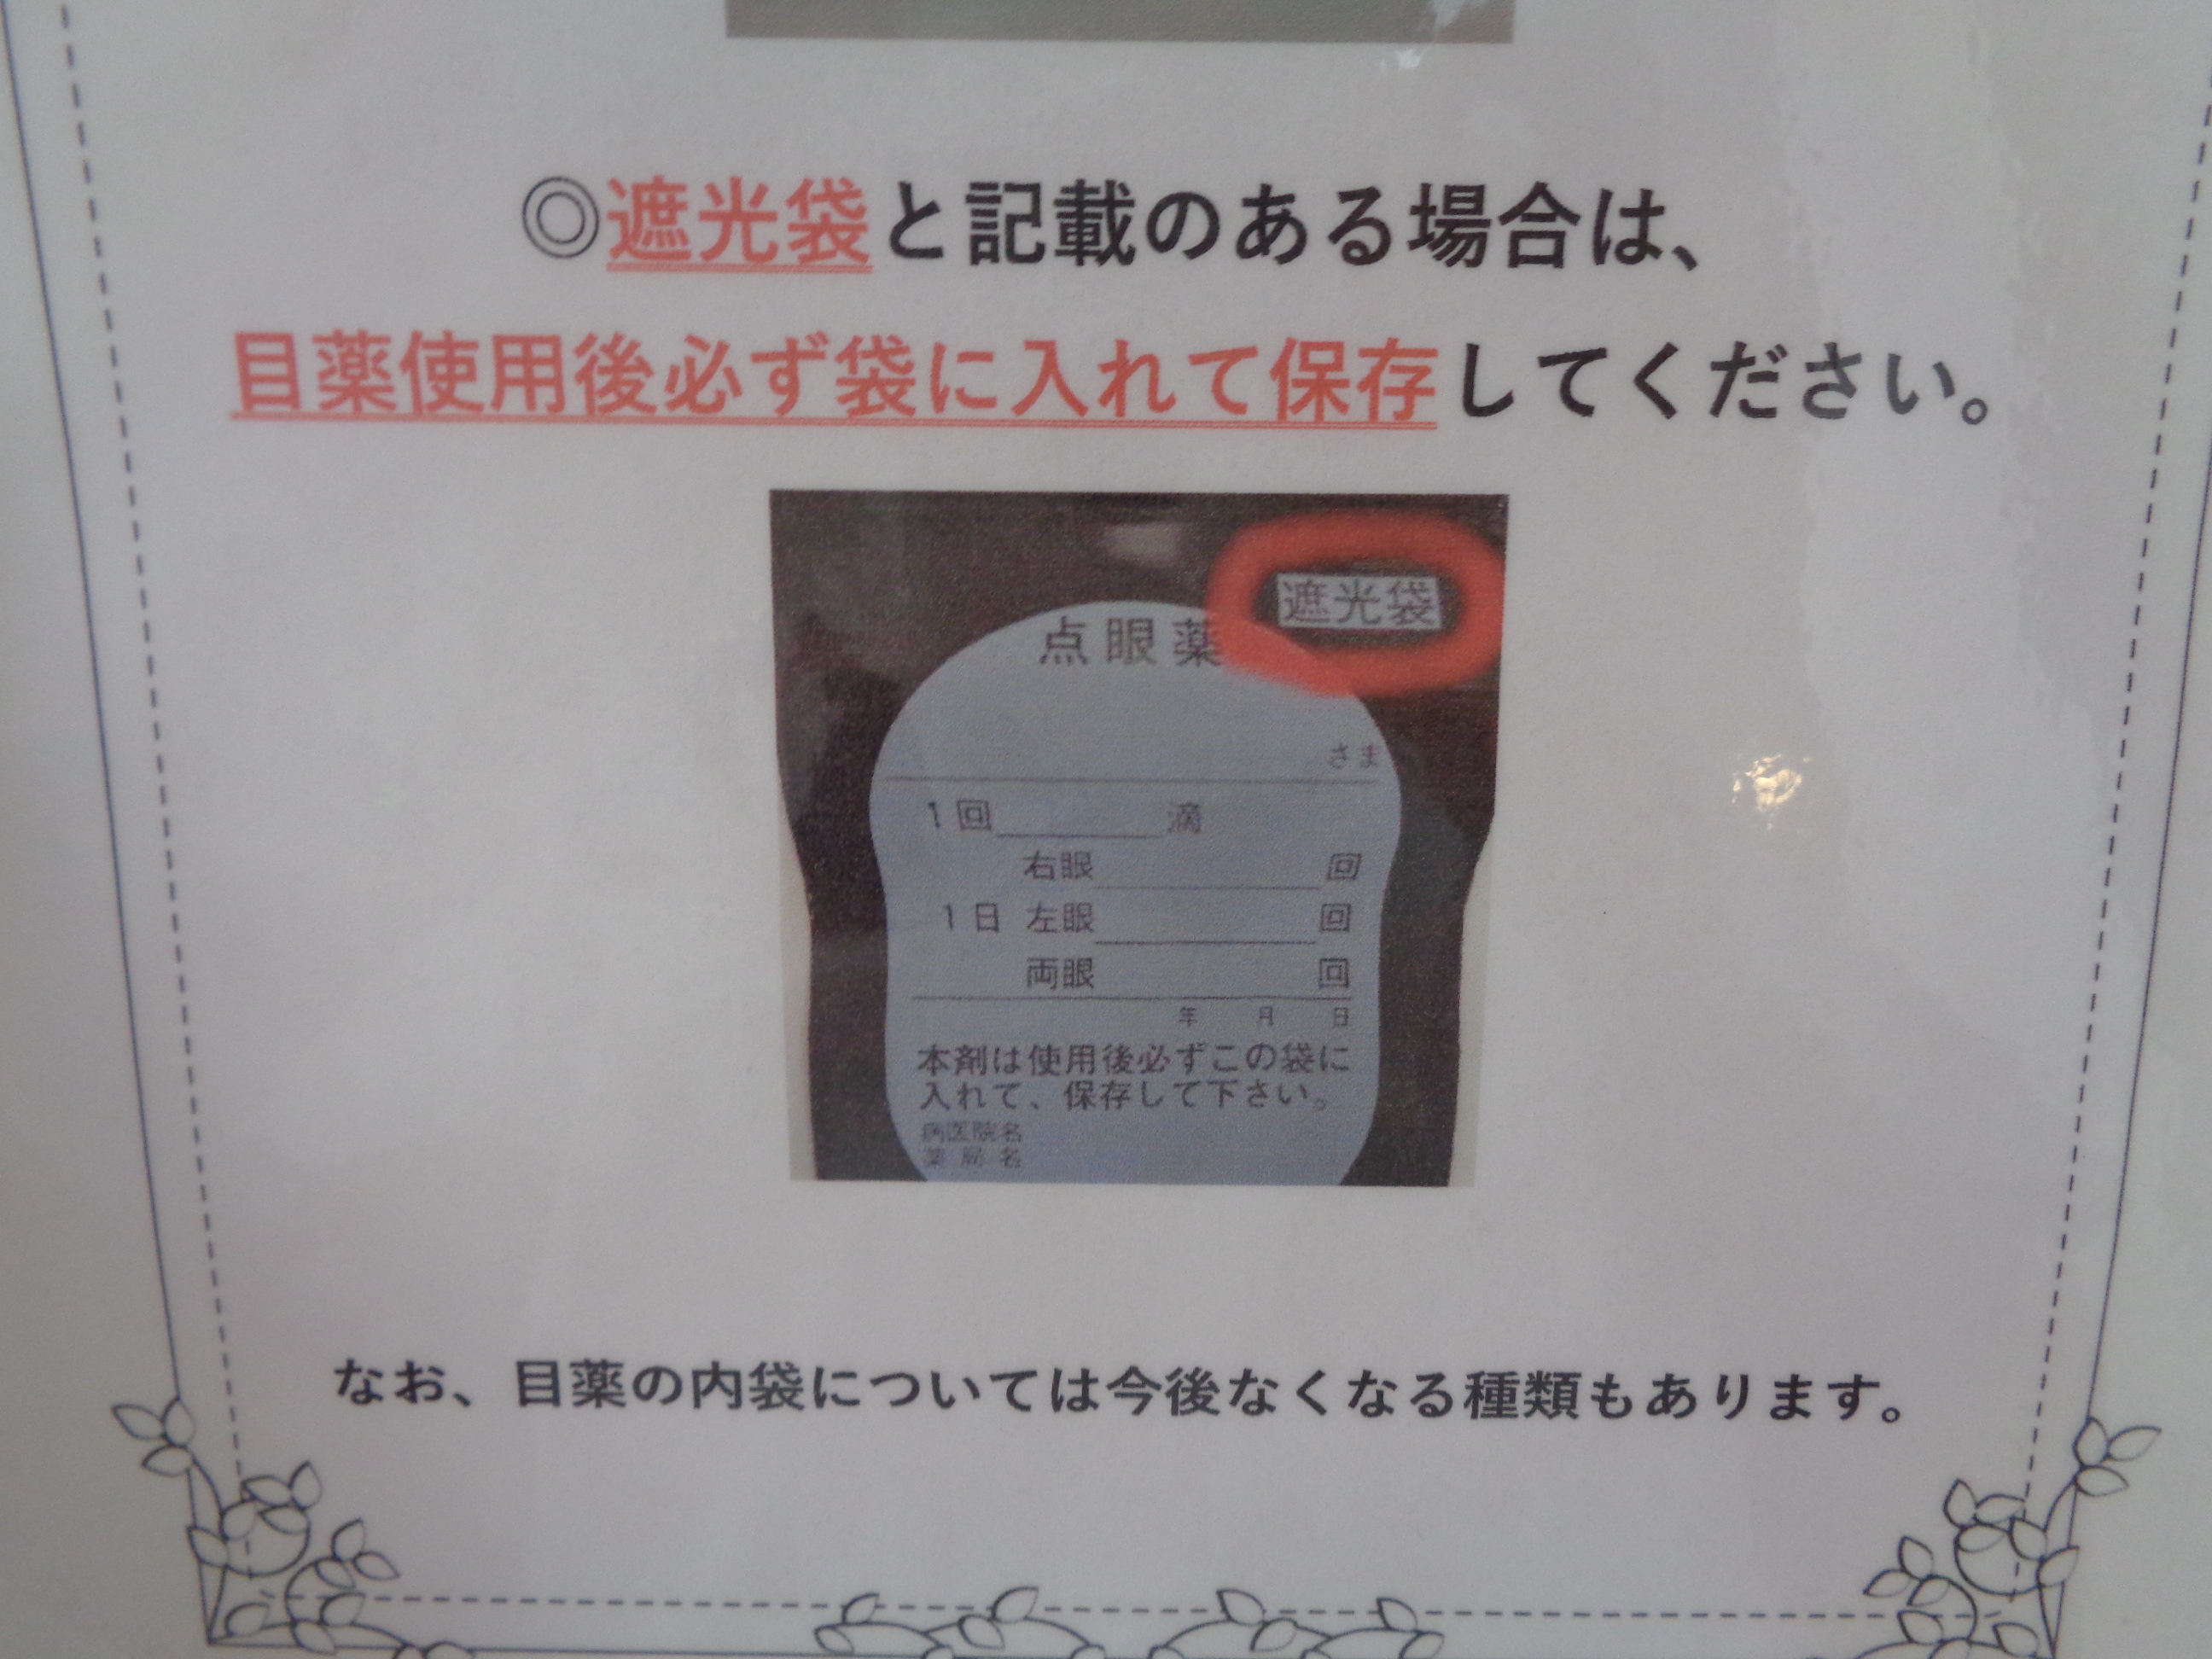 ◎遮光袋と記載のある場合は、
目薬使用後必ず袋に入れて保存してください。
遮光袋
点眼薬
さま
1回 滴
右眼 回
1日 左眼 回
両眼 回
年 月 日
本剤は使用後必ずこの袋に
入れて、保存して下さい。
病医院名
薬局名
なお、目薬の内袋については今後なくなる種類もあります。